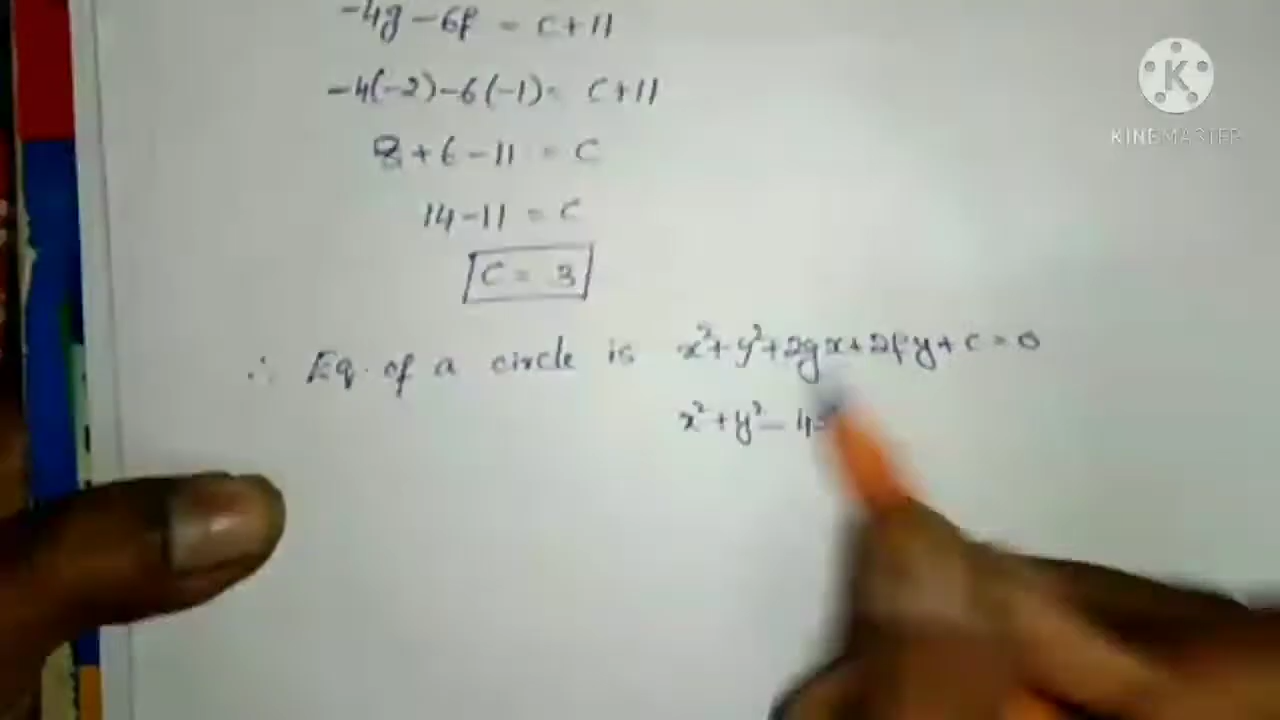 -4g - 6f = c + 11
-4(-2) - 6(-1) = c + 11
8 + 6 - 11 = c
14 - 11 = c
c = 3
∴ Eq. of a circle is x² + y² + 2gx + 2fy + c = 0
x² + y² - 4x
K
KINEMASTER